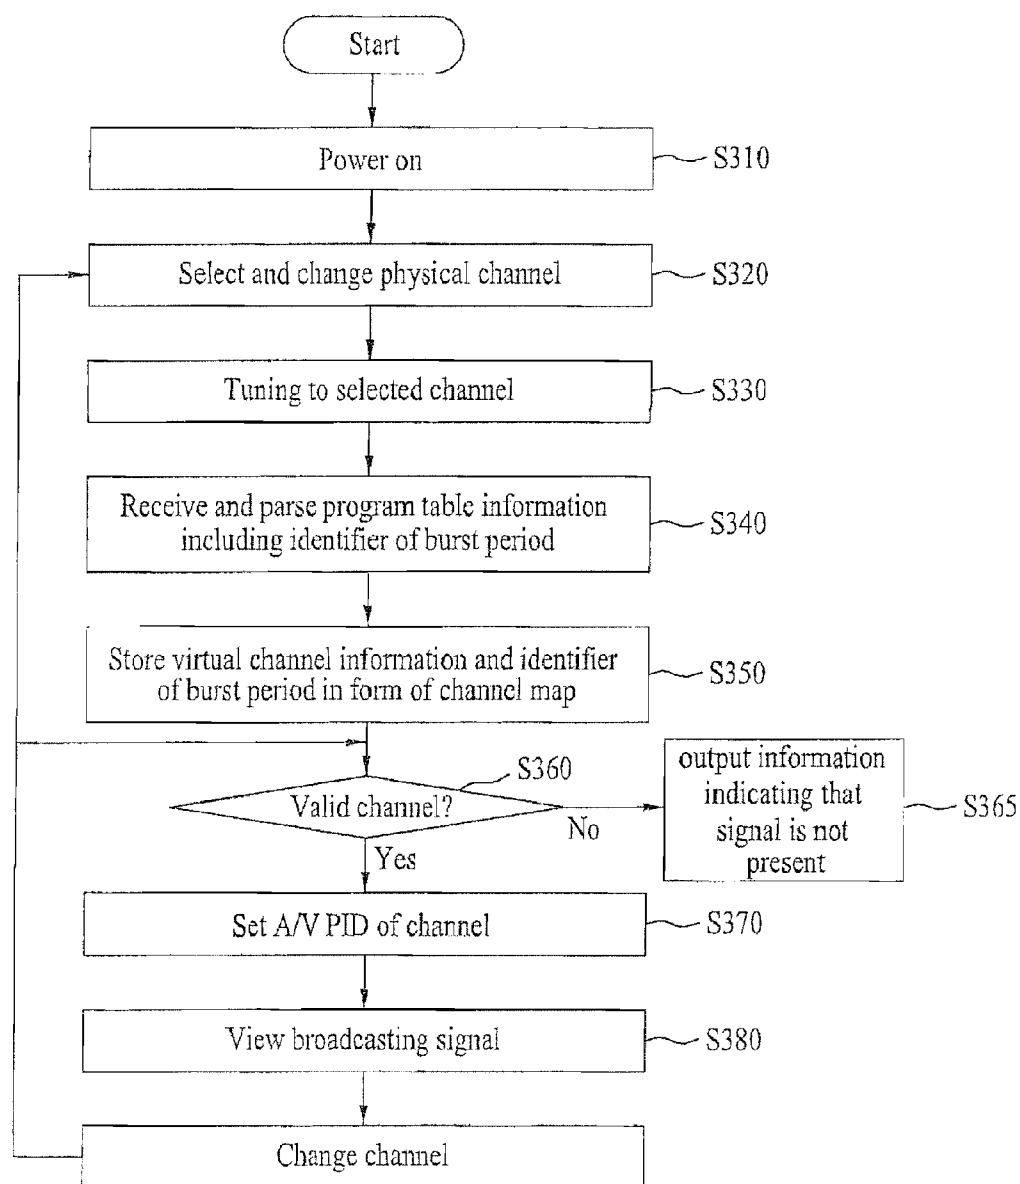 Start
Power on
S310
Select and change physical channel
S320
Tuning to selected channel
S330
Receive and parse program table information
including identifier of burst period
S340
Store virtual channel information and identifier
of burst period in form of channel map
S350
S360
Valid channel?
No
Yes
output information
indicating that
signal is not
present
S365
Set A/V PID of channel
S370
View broadcasting signal
S380
Change channel